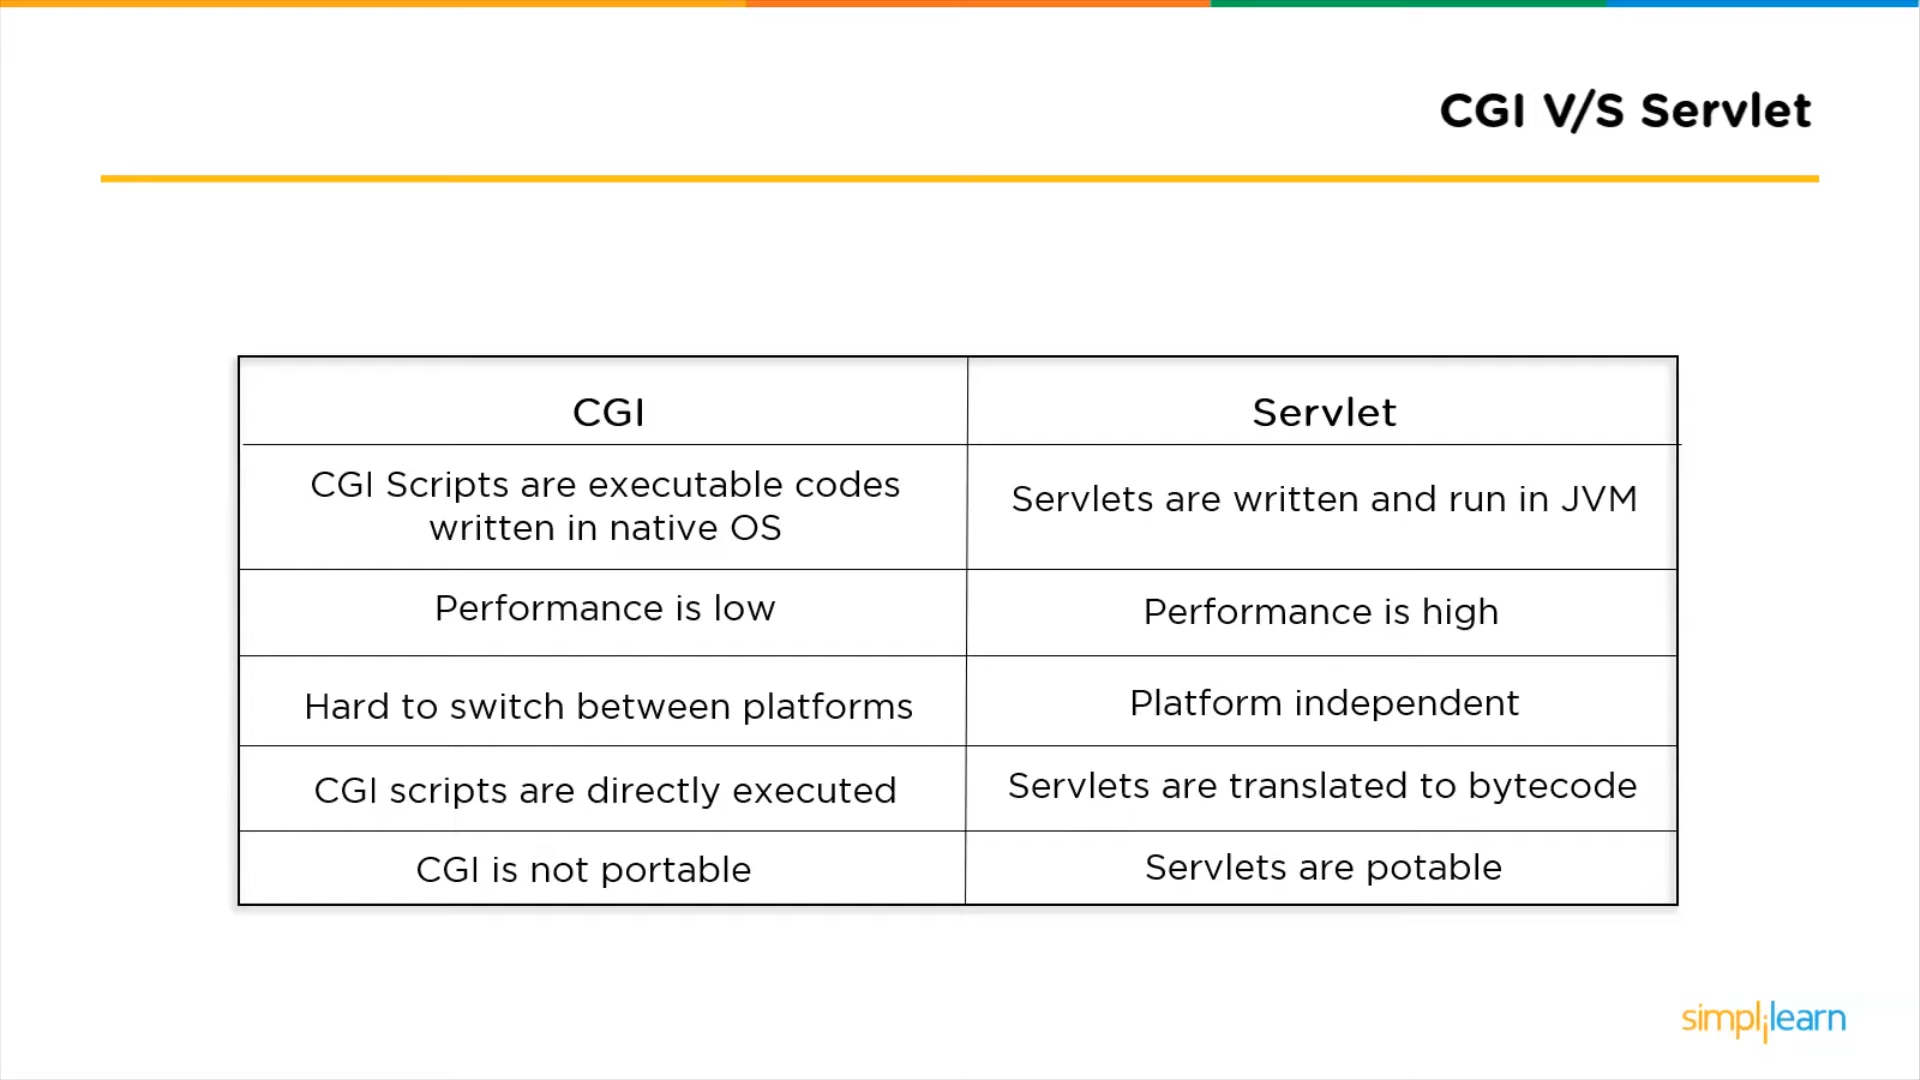 CGI V/S Servlet
CGI
Servlet
CGI Scripts are executable codes
written in native OS
Servlets are written and run in JVM
Performance is low
Performance is high
Hard to switch between platforms
Platform independent
CGI scripts are directly executed
Servlets are translated to bytecode
CGI is not portable
Servlets are potable
simplilearn